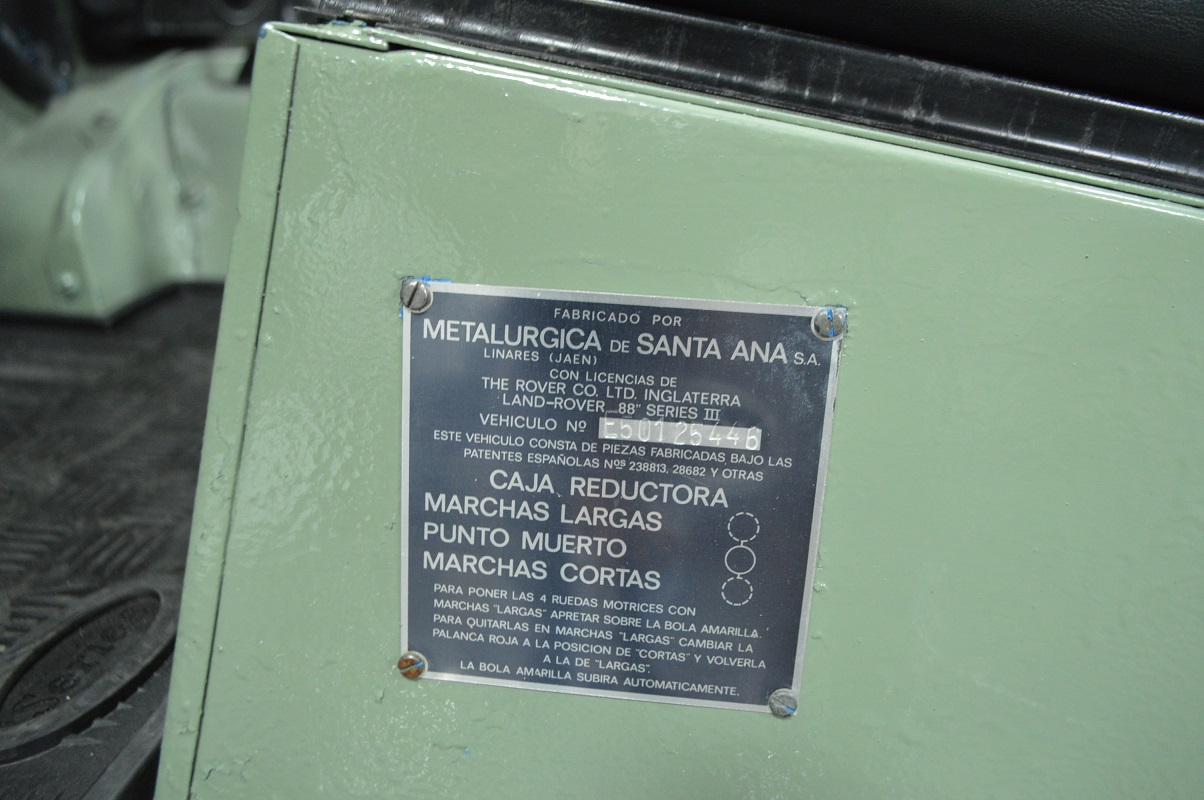 FABRICADO POR
METALURGICA DE SANTA ANA S.A.
LINARES (JAEN)
CON LICENCIAS DE
THE ROVER CO. LTD. INGLATERRA
LAND-ROVER 88" SERIES III
VEHICULO Nº E50125446
ESTE VEHICULO CONSTA DE PIEZAS FABRICADAS BAJO LAS
PATENTES ESPAÑOLAS Nos 238813, 28682 Y OTRAS
CAJA REDUCTORA
MARCHAS LARGAS
PUNTO MUERTO
MARCHAS CORTAS
PARA PONER LAS 4 RUEDAS MOTRICES CON
MARCHAS "LARGAS" APRETAR SOBRE LA BOLA AMARILLA.
PARA QUITARLAS EN MARCHAS "LARGAS" CAMBIAR LA
PALANCA ROJA A LA POSICION DE "CORTAS" Y VOLVERLA
A LA DE "LARGAS".
LA BOLA AMARILLA SUBIRA AUTOMATICAMENTE.
Series